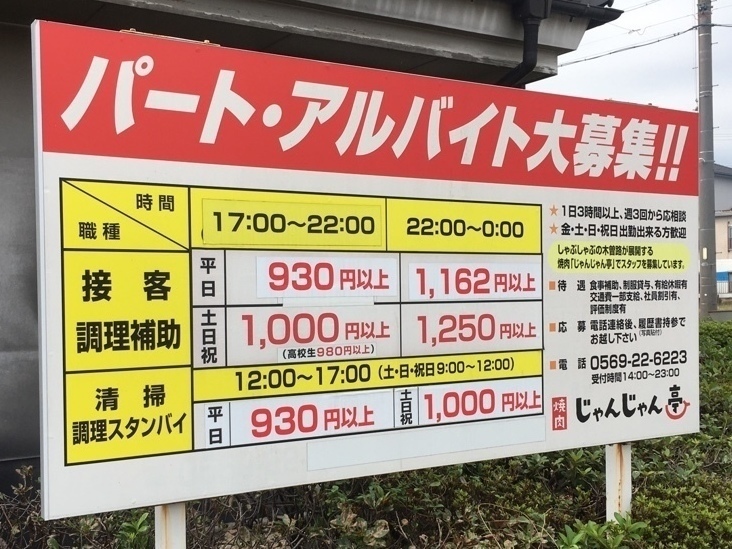 パート・アルバイト大募集!!
時間
職種
17:00〜22:00
22:00〜0:00
接客
調理補助
平日
930円以上
1,162円以上
土日祝
1,000円以上
(高校生980円以上)
1,250円以上
清掃
調理スタンバイ
12:00〜17:00(土・日・祝日9:00〜12:00)
平日
930円以上
土日祝
1,000円以上
★1日3時間以上、週3回から応相談
★金・土・日・祝日出勤出来る方歓迎
しゃぶしゃぶの木曽路が展開する
焼肉「じゃんじゃん亭」でスタッフを募集しています。
■待遇 食事補助、制服貸与、有給休暇有
交通費一部支給、社員割引有、
評価制度有
■応募 電話連絡後、履歴書持参で
(写真貼付)
お越し下さい
■電話 0569-22-6223
受付時間14:00〜23:00
焼肉 じゃんじゃん亭